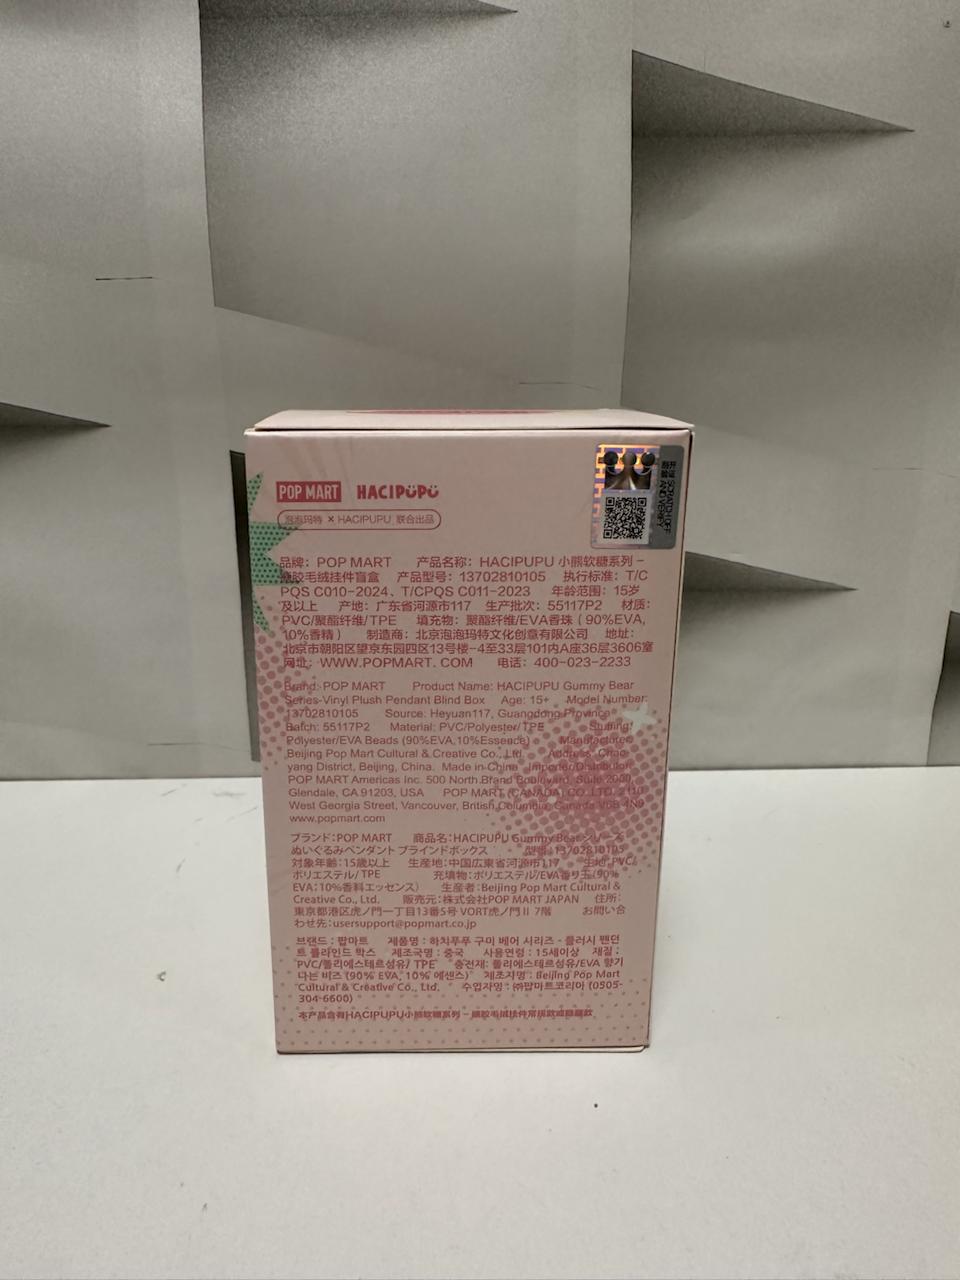 POP MART HACIPUPU
泡泡玛特 × HACIPUPU 联合出品
开涂验验 SCRATCH OFF AND VERIFY
品牌：POP MART 产品名称：HACIPUPU 小熊软糖系列 –
搪胶毛绒挂件盲盒 产品型号：13702810105 执行标准：T/C
PQS C010-2024、T/CPQS C011-2023 年龄范围：15岁
及以上 产地：广东省河源市117 生产批次：55117P2 材质：
PVC/聚酯纤维/TPE 填充物：聚酯纤维/EVA香珠（90%EVA,
10%香精） 制造商：北京泡泡玛特文化创意有限公司 地址：
北京市朝阳区望京东园四区13号楼-4至33层101内A座36层3606室
网址：WWW.POPMART.COM 电话：400-023-2233
Brand: POP MART Product Name: HACIPUPU Gummy Bear
Series-Vinyl Plush Pendant Blind Box Age: 15+ Model Number:
13702810105 Source: Heyuan117, Guangdong Province
Batch: 55117P2 Material: PVC/Polyester/TPE Stuffing:
Polyester/EVA Beads (90%EVA,10%Essence) Manufacturer:
Beijing Pop Mart Cultural & Creative Co., Ltd. Address: Chao-
yang District, Beijing, China. Made in China Importer/Distributor:
POP MART Americas Inc. 500 North Brand Boulevard, Suite 2000,
Glendale, CA 91203, USA POP MART (CANADA) CO., LTD. 2110
West Georgia Street, Vancouver, British Columbia, Canada V6B 4N9
www.popmart.com
ブランド：POP MART 商品名：HACIPUPU Gummy Bear シリーズ
ぬいぐるみペンダント ブラインドボックス 型番：13702810105
対象年齢：15歳以上 生産地：中国広東省河源市117 生地：PVC/
ポリエステル/TPE 充填物：ポリエステル/EVA香り玉（90%
EVA；10%香料エッセンス） 生産者：Beijing Pop Mart Cultural &
Creative Co., Ltd. 販売元：株式会社POP MART JAPAN 住所：
東京都港区虎ノ門一丁目13番5号 VORT虎ノ門Ⅱ 7階 お問い合
わせ先：usersupport@popmart.co.jp
브랜드 : 팝마트 제품명 : 하치푸푸 구미 베어 시리즈 - 플러시 펜던
트 블라인드 박스 제조국명 : 중국 사용연령 : 15세이상 재질 :
PVC/폴리에스테르섬유/ TPE 충전재: 폴리에스테르섬유/EVA 향기
나는 비즈 (90% EVA, 10% 에센스) 제조자명 : Beijing Pop Mart
Cultural & Creative Co., Ltd. 수입자명 : ㈜팝마트코리아 (0505-
304-6600)
本产品含有HACIPUPU小熊软糖系列 – 搪胶毛绒挂件常规款或隐藏款